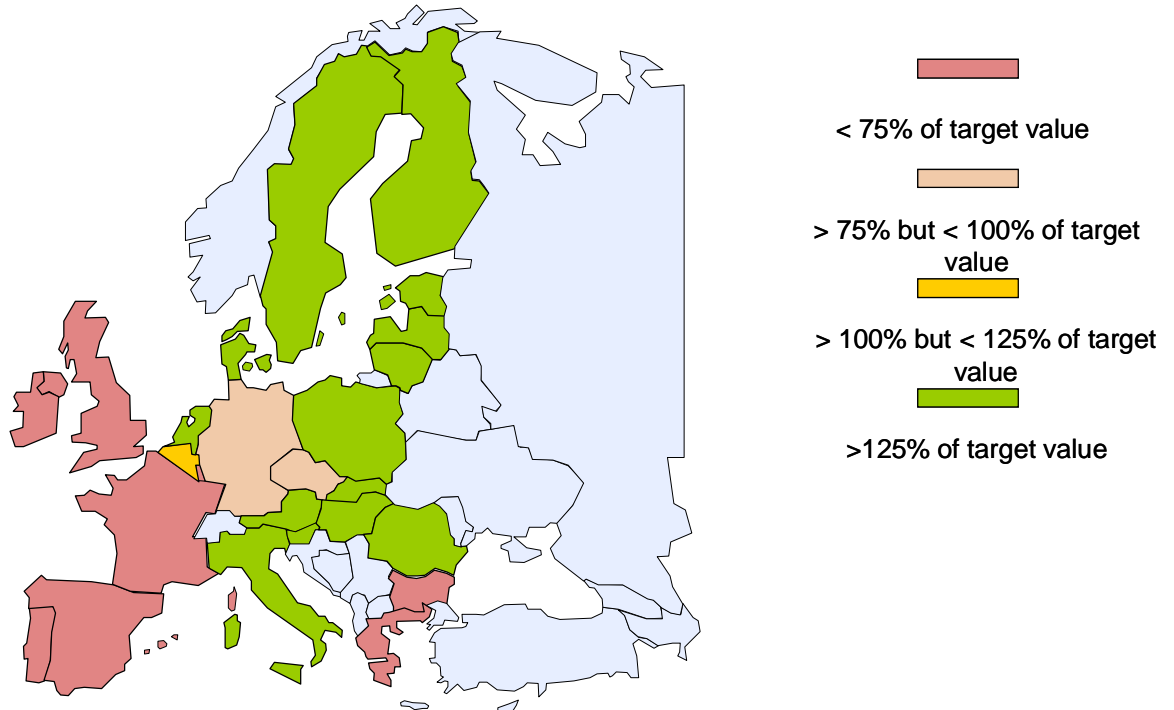 < 75% of target value
> 75% but < 100% of target
value
> 100% but < 125% of target
value
>125% of target value